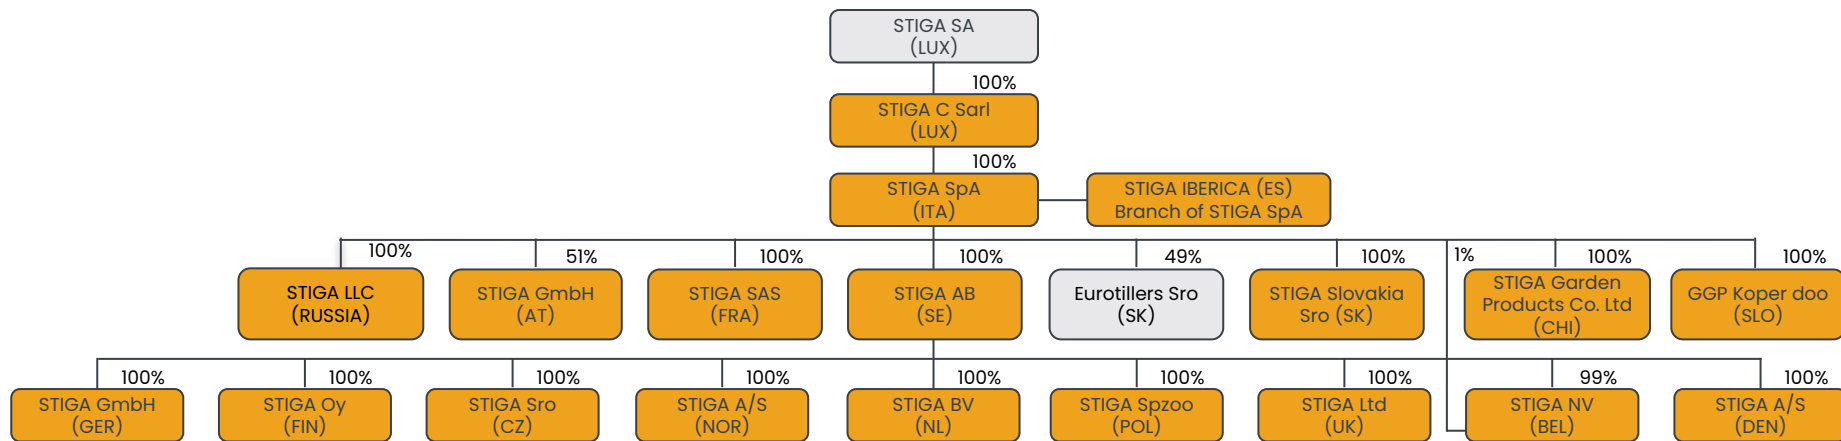 STIGA SA
(LUX)
100%
STIGA C Sarl
(LUX)
100%
STIGA SpA
(ITA)
STIGA IBERICA (ES)
Branch of STIGA SpA
100%
51%
100%
100%
49%
100%
1%
100%
100%
STIGA LLC
(RUSSIA)
STIGA GmbH
(AT)
STIGA SAS
(FRA)
STIGA AB
(SE)
Eurotillers Sro
(SK)
STIGA Slovakia
Sro (SK)
STIGA Garden
Products Co. Ltd
(CHI)
GGP Koper doo
(SLO)
100%
100%
100%
100%
100%
100%
100%
99%
100%
STIGA GmbH
(GER)
STIGA Oy
(FIN)
STIGA Sro
(CZ)
STIGA A/S
(NOR)
STIGA BV
(NL)
STIGA Spzoo
(POL)
STIGA Ltd
(UK)
STIGA NV
(BEL)
STIGA A/S
(DEN)